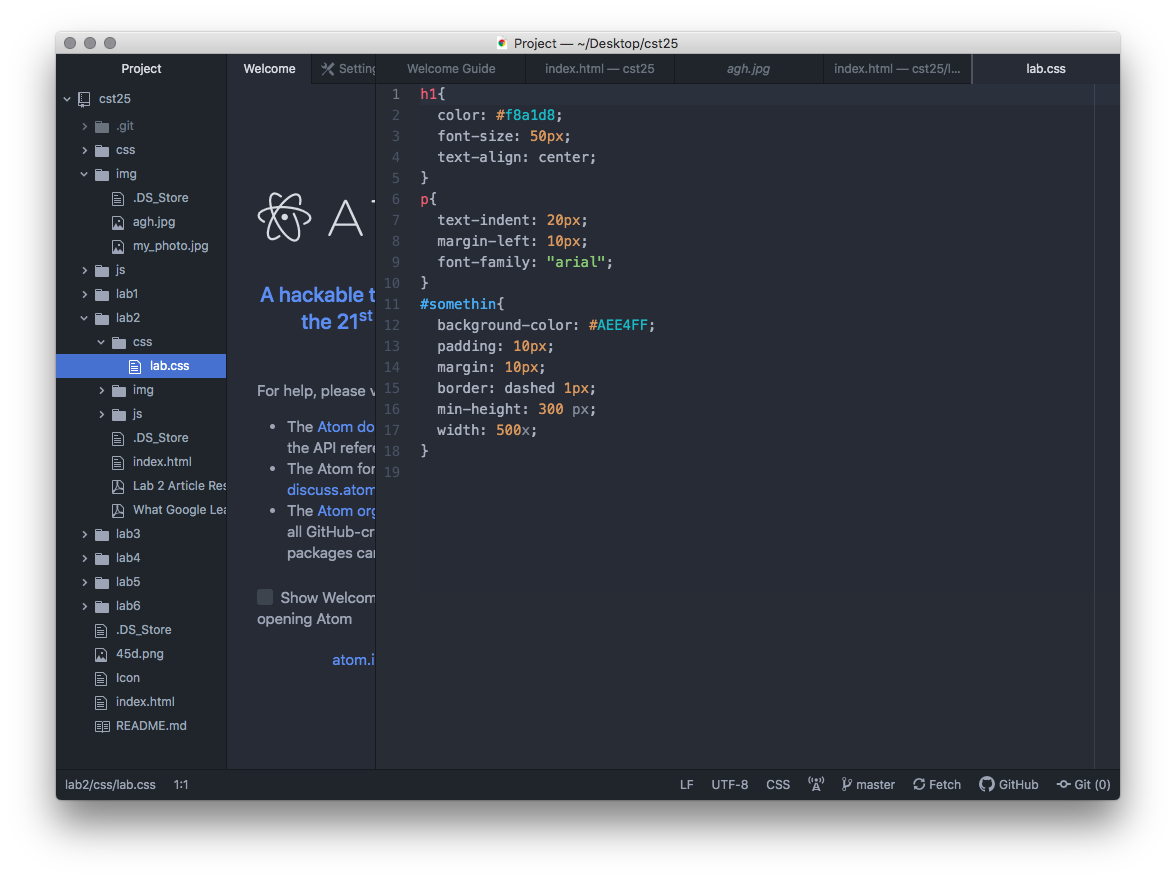 Project — ~/Desktop/cst25
Project
Welcome
Setting
Welcome Guide
index.html — cst25
agh.jpg
index.html — cst25/l...
lab.css
cst25
.git
css
img
.DS_Store
agh.jpg
my_photo.jpg
js
lab1
lab2
css
lab.css
img
js
.DS_Store
index.html
Lab 2 Article Res
What Google Lea
lab3
lab4
lab5
lab6
.DS_Store
45d.png
Icon
index.html
README.md
A
A hackable t
the 21st
For help, please v
• The Atom do
the API refere
• The Atom for
discuss.atom
• The Atom org
all GitHub-cr
packages car
Show Welcom
opening Atom
atom.i
1 h1{
2 color: #f8a1d8;
3 font-size: 50px;
4 text-align: center;
5 }
6 p{
7 text-indent: 20px;
8 margin-left: 10px;
9 font-family: "arial";
10 }
11 #somethin{
12 background-color: #AEE4FF;
13 padding: 10px;
14 margin: 10px;
15 border: dashed 1px;
16 min-height: 300 px;
17 width: 500x;
18 }
19
lab2/css/lab.css 1:1
LF UTF-8 CSS master Fetch GitHub Git (0)